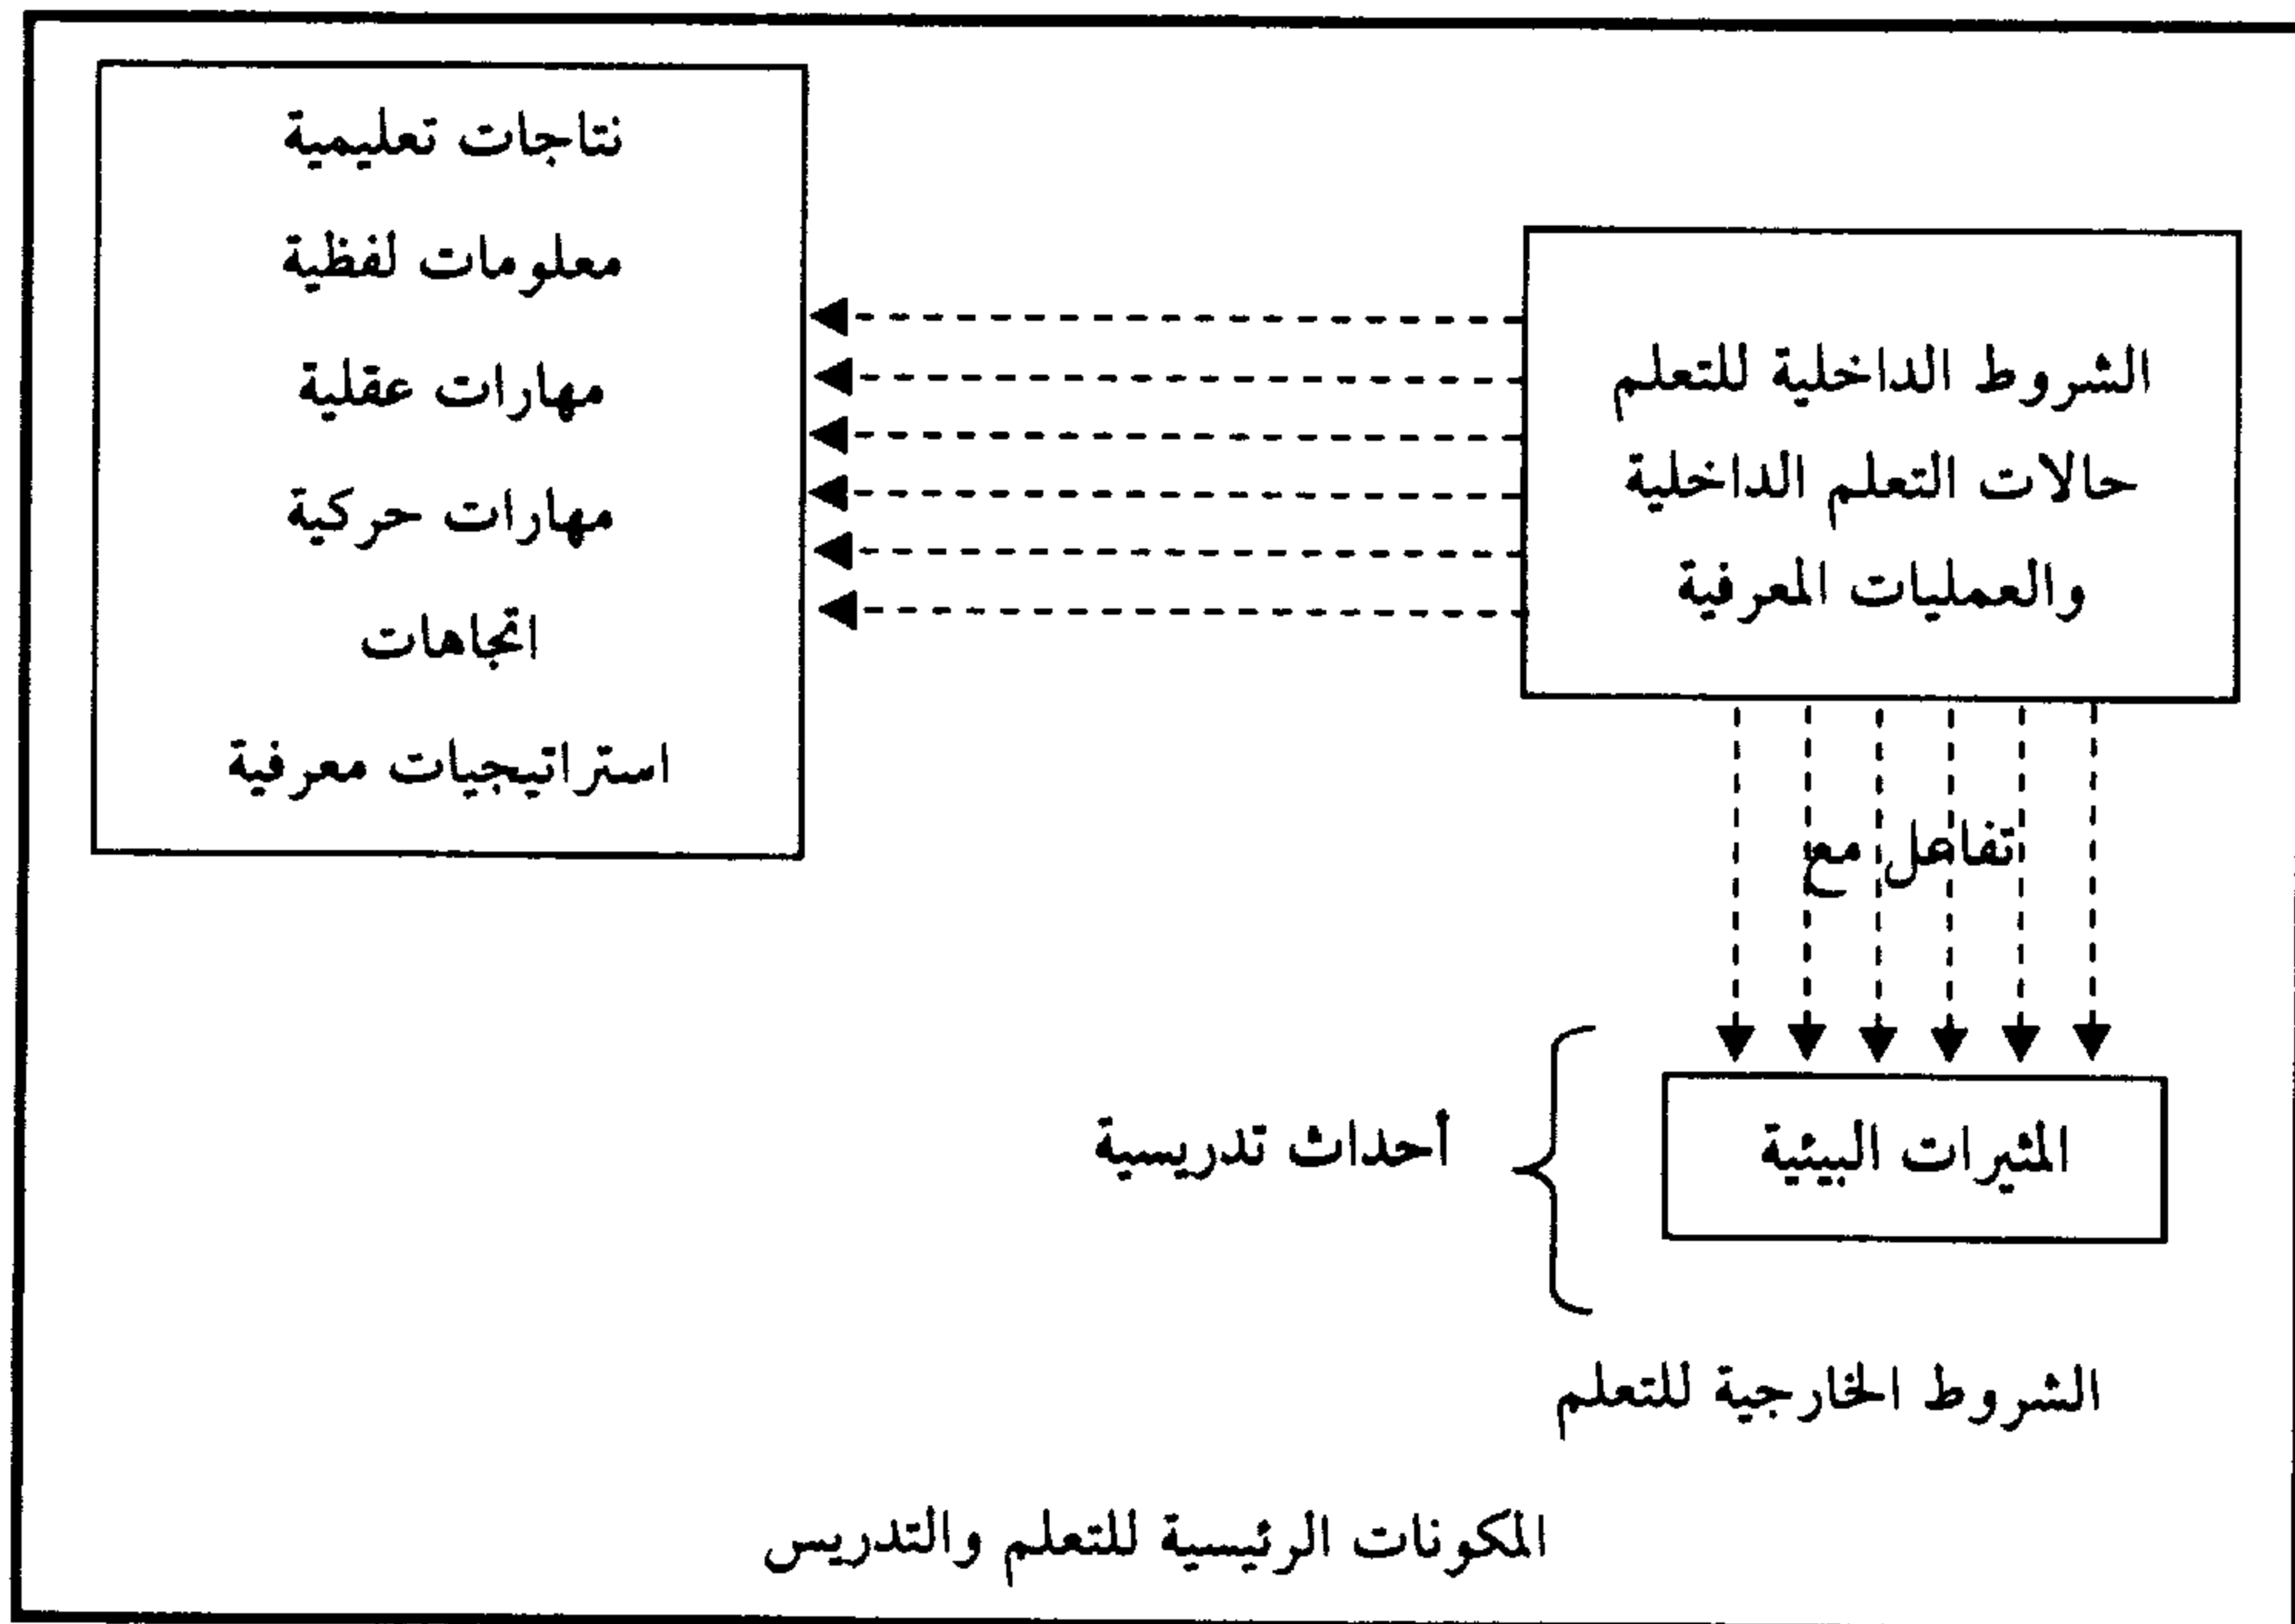 الشروط الداخلية للتعلم
حالات التعلم الداخلية
والعمليات المعرفية
نتاجات تعليمية
معلومات لفظية
مهارات عقلية
مهارات حركية
اتجاهات
استراتيجيات معرفية
تفاعل مع
المثيرات البيئية
أحداث تدريسية
الشروط الخارجية للتعلم
المكونات الرئيسية للتعلم والتدريس